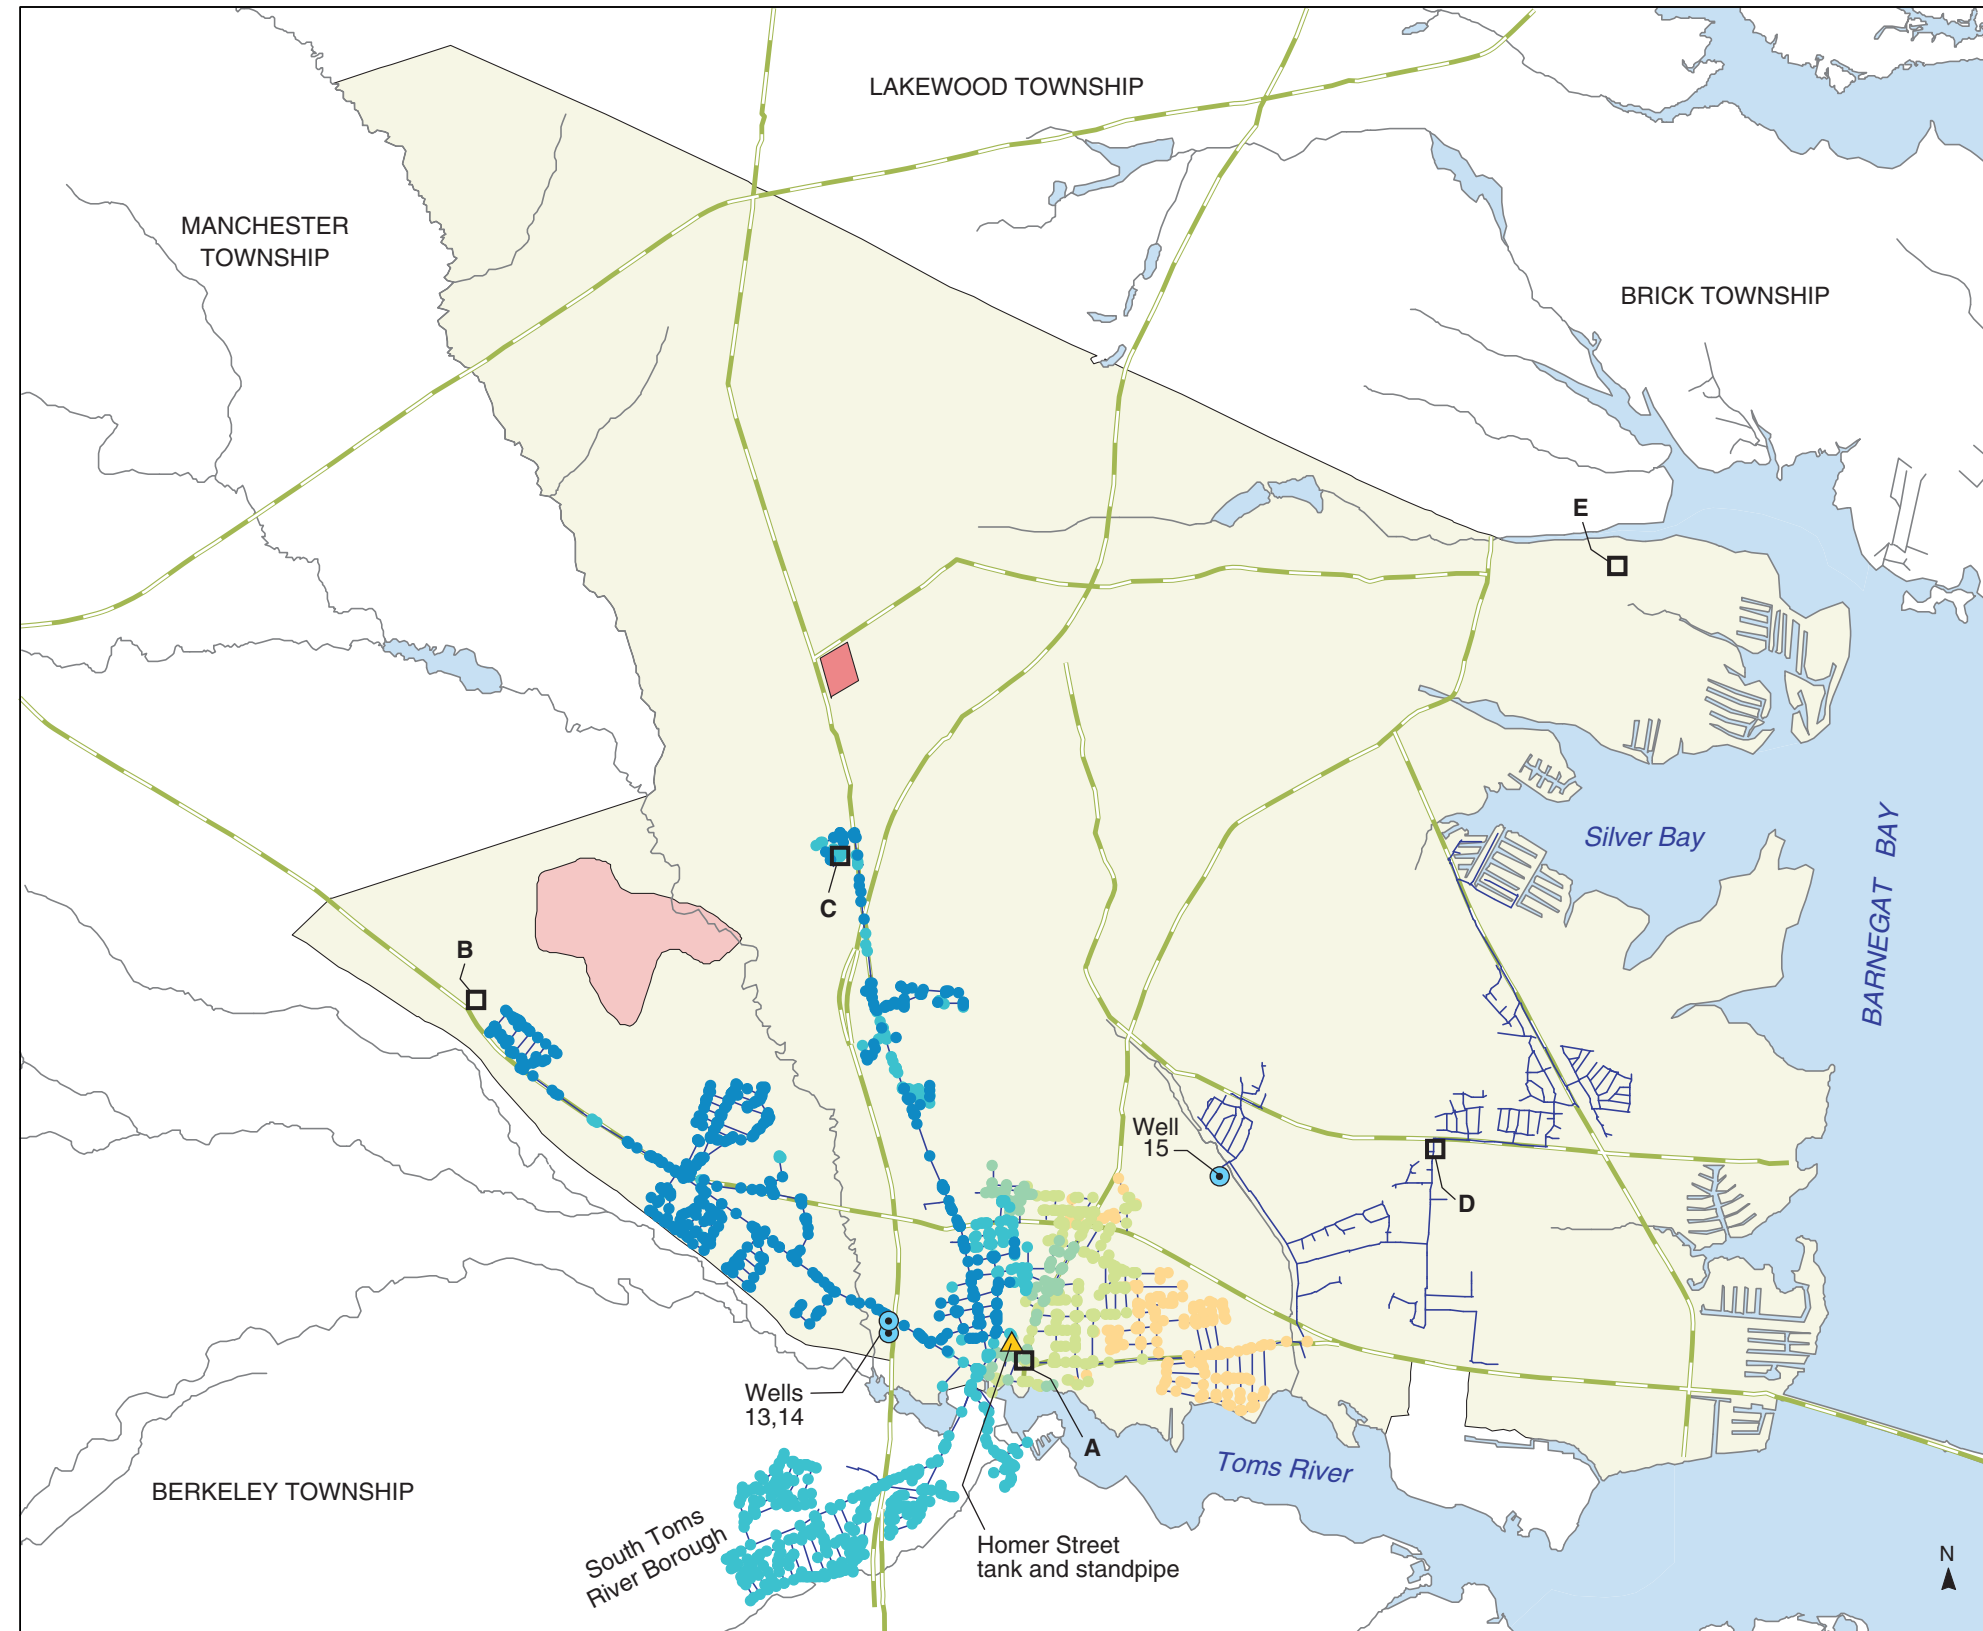 LAKEWOOD TOWNSHIP
MANCHESTER
TOWNSHIP
BRICK TOWNSHIP
E
Silver Bay
BARNEGAT BAY
C
B
Well
15
D
Wells
13,14
A
Toms River
BERKELEY TOWNSHIP
South Toms
River Borough
Homer Street
tank and standpipe
N